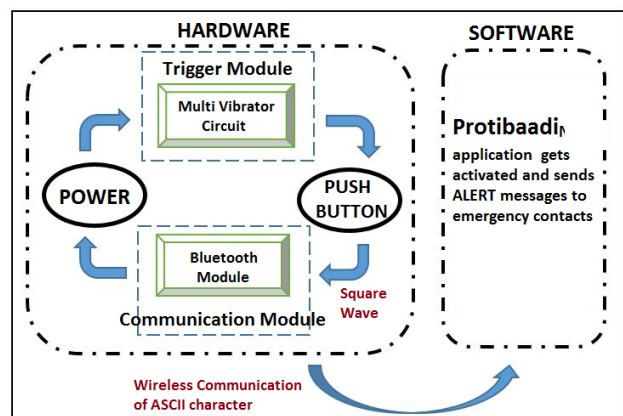 HARDWARE
SOFTWARE
Trigger Module
Multi Vibrator
Circuit
POWER
PUSH
BUTTON
Bluetooth
Module
Square
Wave
Communication Module
Protibaadi
application gets
activated and sends
ALERT messages to
emergency contacts
Wireless Communication
of ASCII character